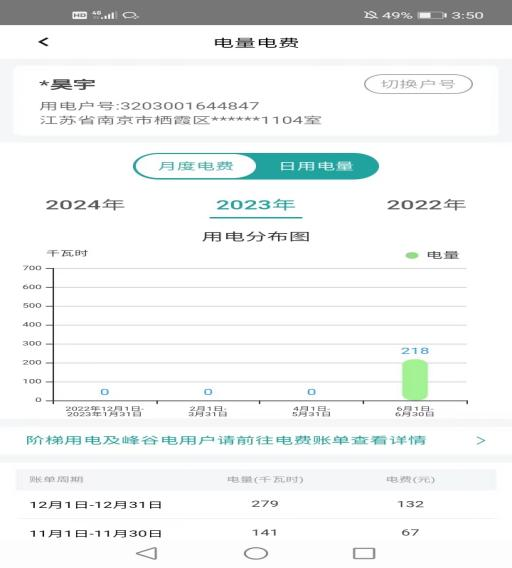 HD 4G 49% 3:50
电量电费
*昊宇
切换户号
用电户号:3203001644847
江苏省南京市栖霞区******1104室
月度电费 日用电量
2024年 2023年 2022年
用电分布图
千瓦时 电量
700
600
500
400
300
200
100
0
0 0 0 218
2022年12月1日-
2023年1月31日
2月1日-
3月31日
4月1日-
5月31日
6月1日-
6月30日
阶梯用电及峰谷电用户请前往电费账单查看详情 >
账单周期 电量(千瓦时) 电费(元)
12月1日-12月31日 279 132
11月1日-11月30日 141 67